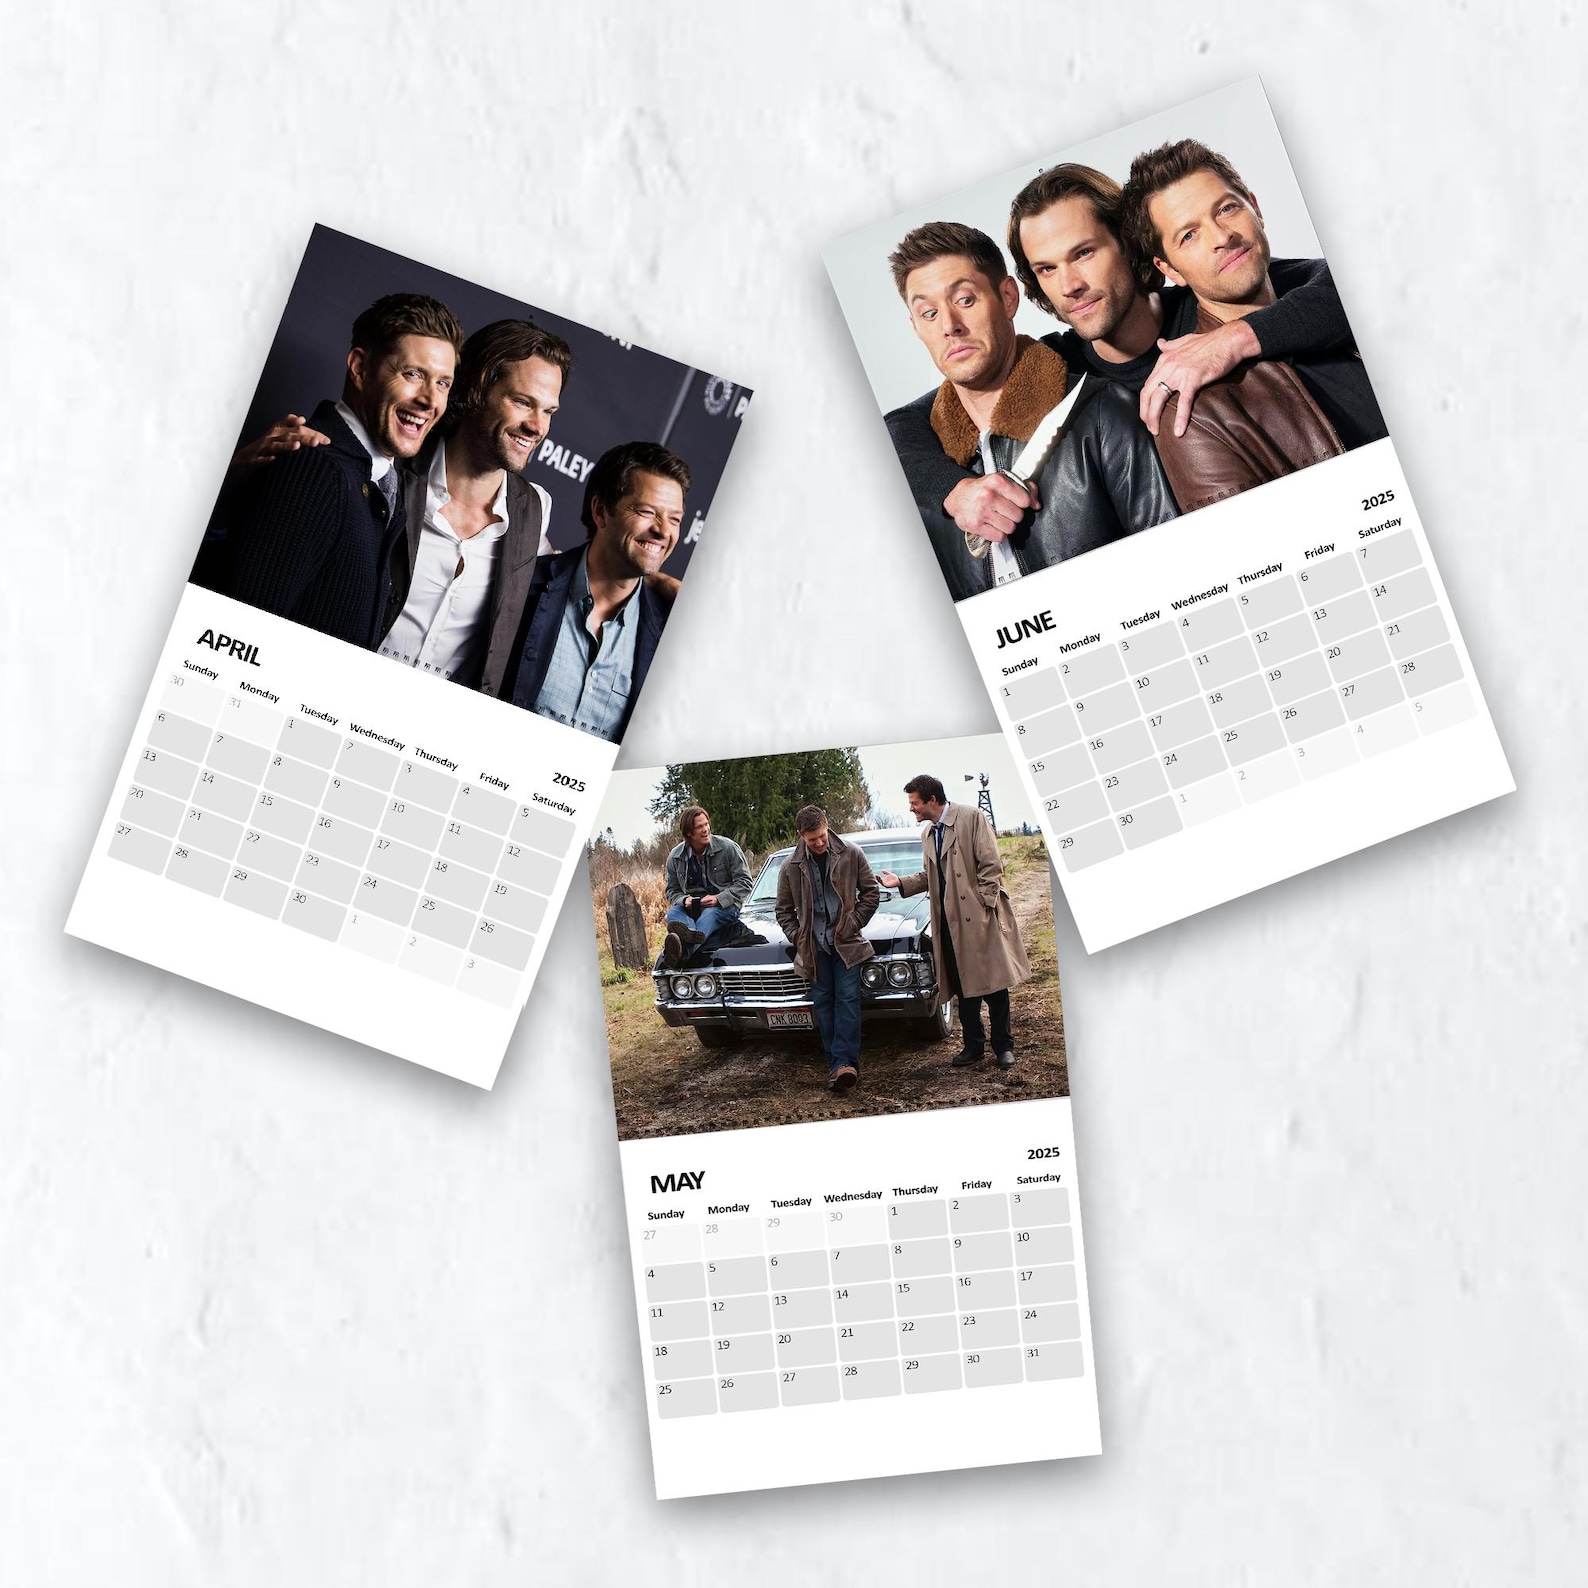 PALEY
APRIL
2025
Sunday Monday Tuesday Wednesday Thursday Friday Saturday
30 31 1 2 3 4 5
6 7 8 9 10 11 12
13 14 15 16 17 18 19
20 21 22 23 24 25 26
27 28 29 30 1 2 3
JUNE
2025
Sunday Monday Tuesday Wednesday Thursday Friday Saturday
1 2 3 4 5 6 7
8 9 10 11 12 13 14
15 16 17 18 19 20 21
22 23 24 25 26 27 28
29 30 1 2 3 4 5
CNK 80Q3
MAY
2025
Sunday Monday Tuesday Wednesday Thursday Friday Saturday
27 28 29 30 1 2 3
4 5 6 7 8 9 10
11 12 13 14 15 16 17
18 19 20 21 22 23 24
25 26 27 28 29 30 31